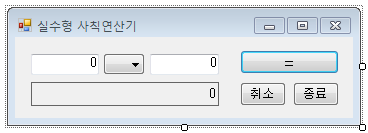 실수형 사칙연산기
0 0 =
0 취소 종료